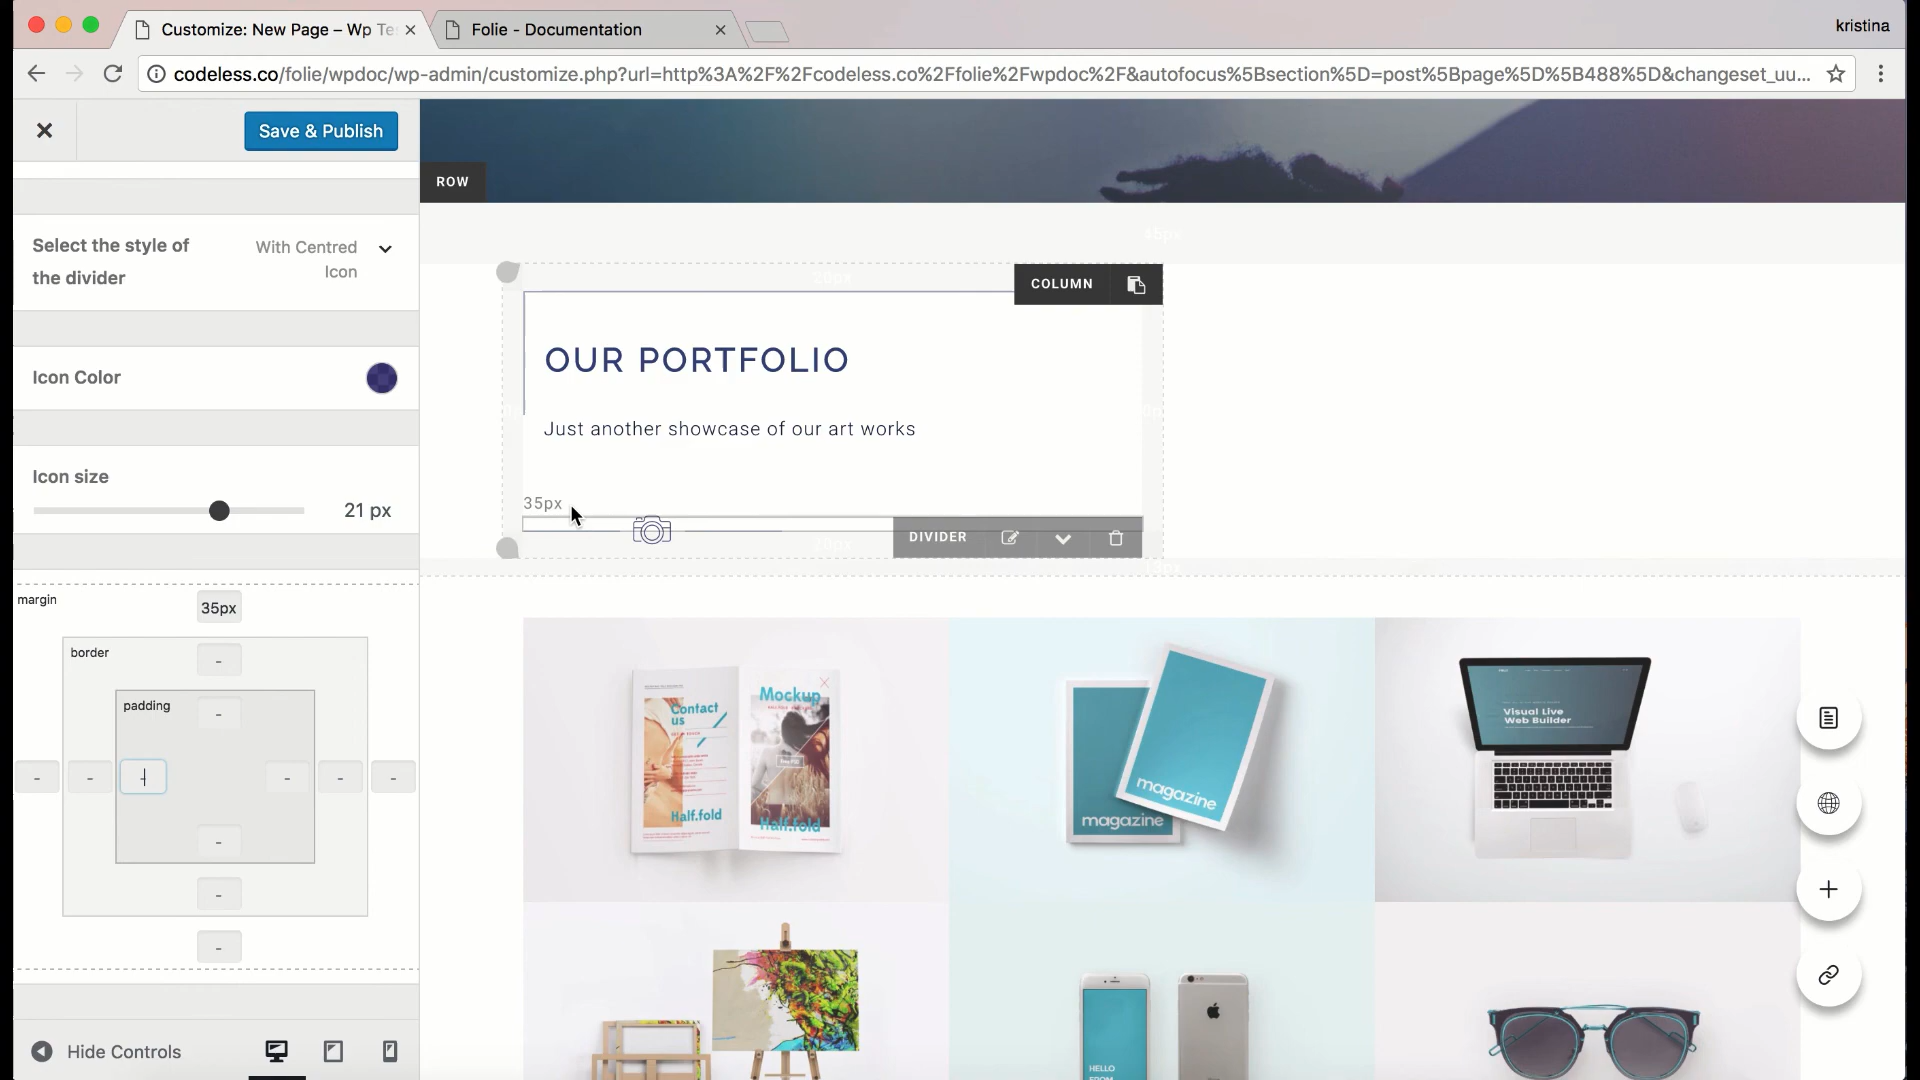 Customize: New Page – Wp Te
Folie - Documentation
kristina
codeless.co/folie/wpdoc/wp-admin/customize.php?url=http%3A%2F%2Fcodeless.co%2Ffolie%2Fwpdoc%2F&autofocus%5Bsection%5D=post%5Bpage%5D%5B488%5D&changeset_uu...
Save & Publish
ROW
Select the style of
the divider
With Centred
Icon
Icon Color
Icon size
21 px
margin
35px
border
-
padding
-
-
-
-
-
-
-
-
-
-
Hide Controls
COLUMN
20px
OUR PORTFOLIO
Just another showcase of our art works
35px
DIVIDER
20px
Contact
us
Half.fold
Mockup
Half.fold
magazine
magazine
Visual Live
Web Builder
HELLO
FROM